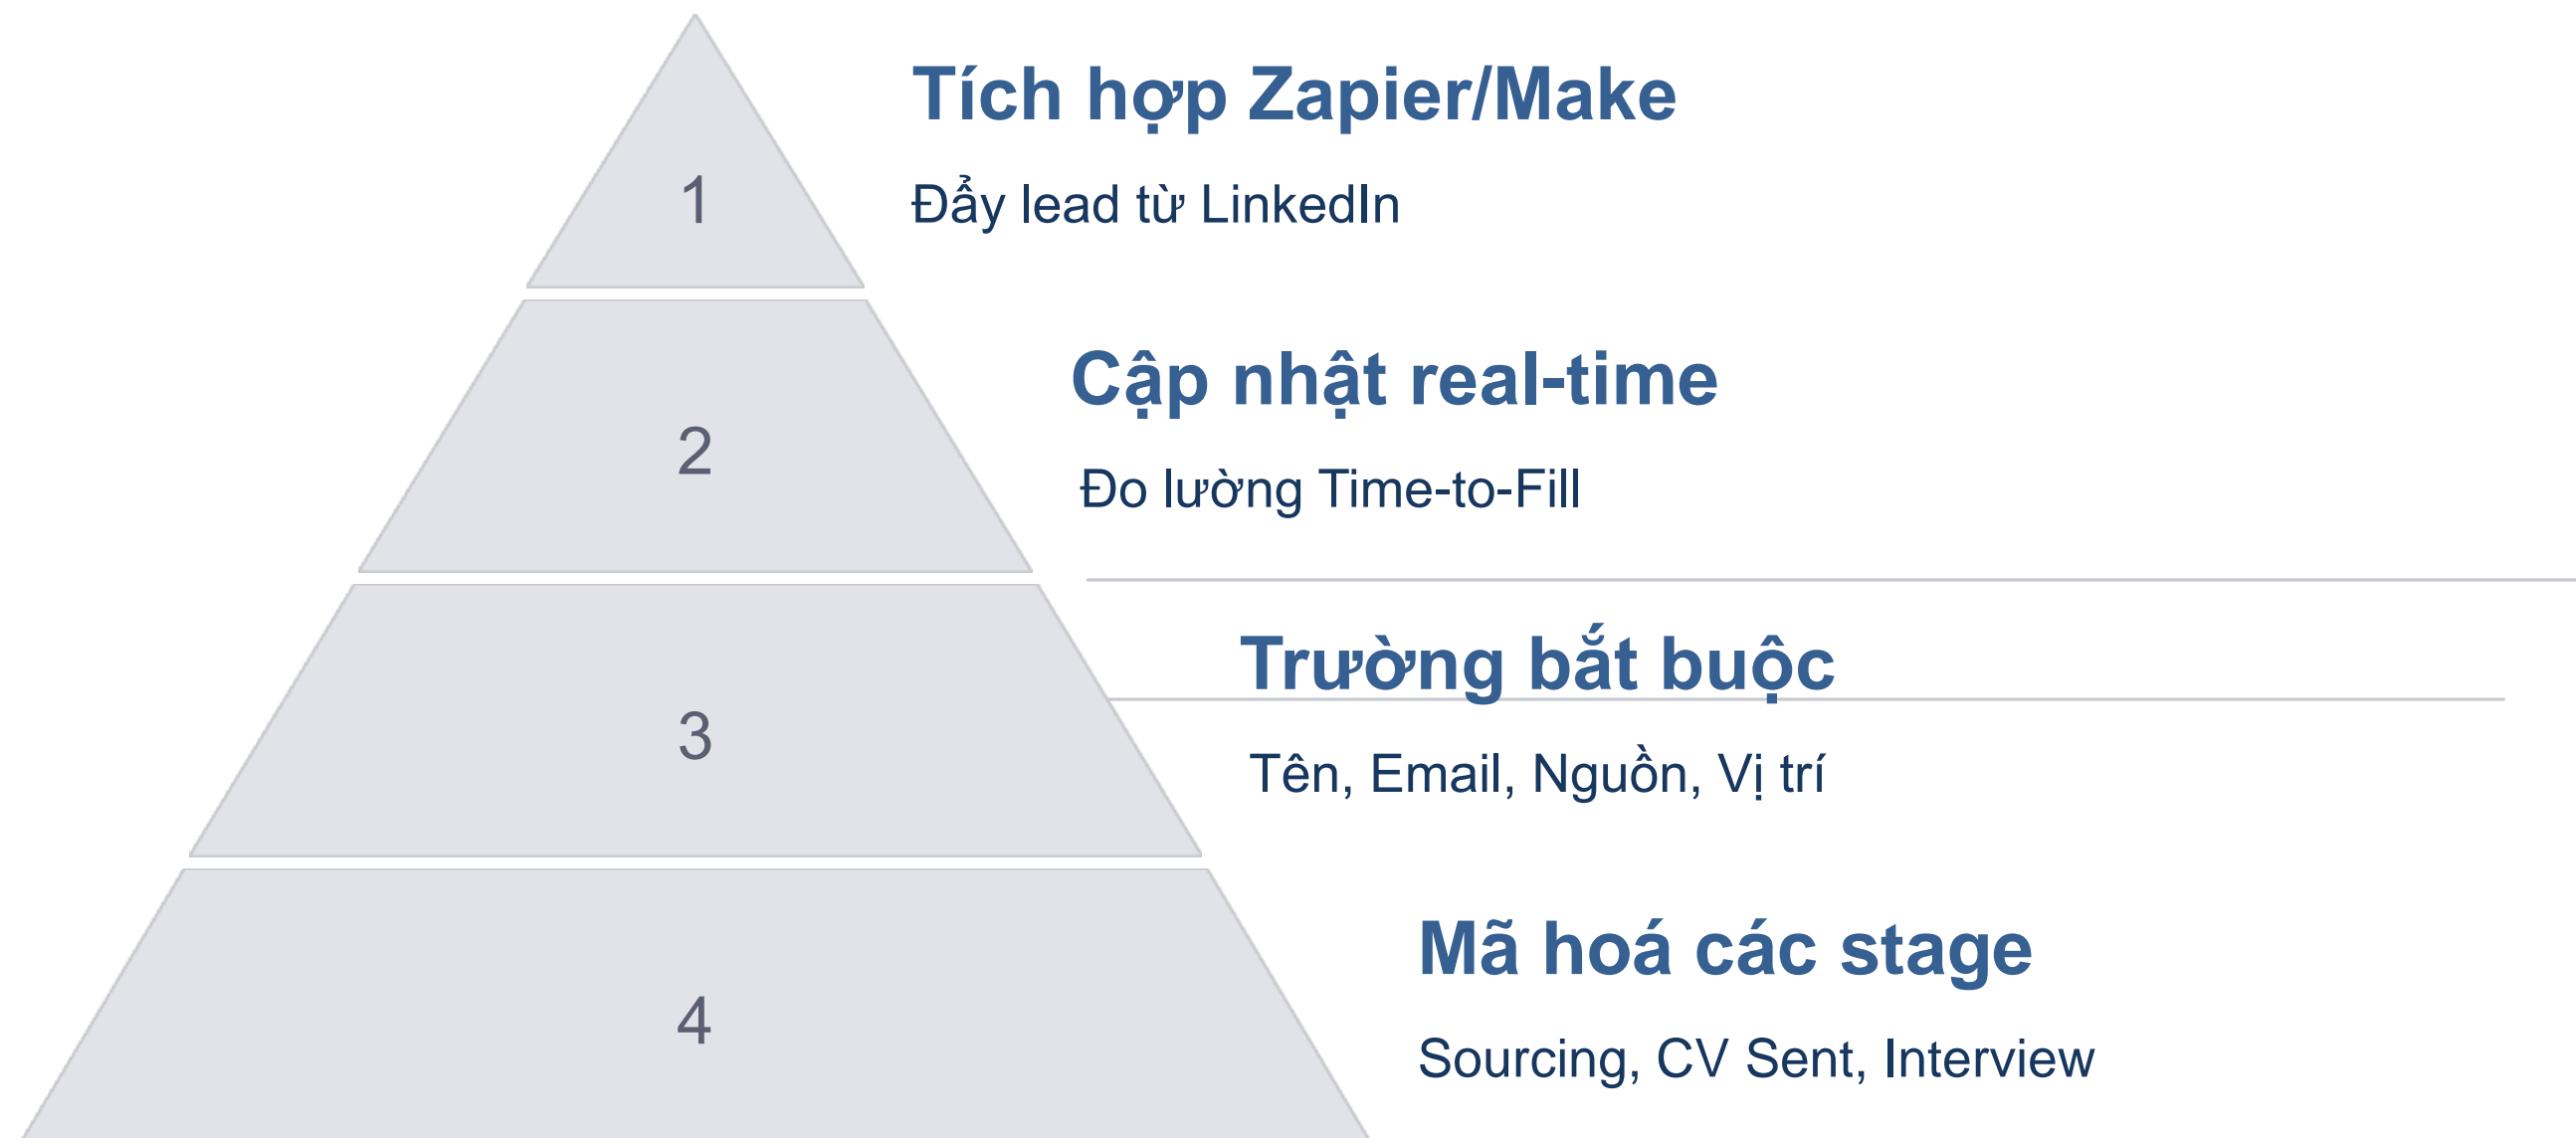 1
Tích hợp Zapier/Make
Đẩy lead từ LinkedIn
2
Cập nhật real-time
Đo lường Time-to-Fill
3
Trường bắt buộc
Tên, Email, Nguồn, Vị trí
4
Mã hoá các stage
Sourcing, CV Sent, Interview